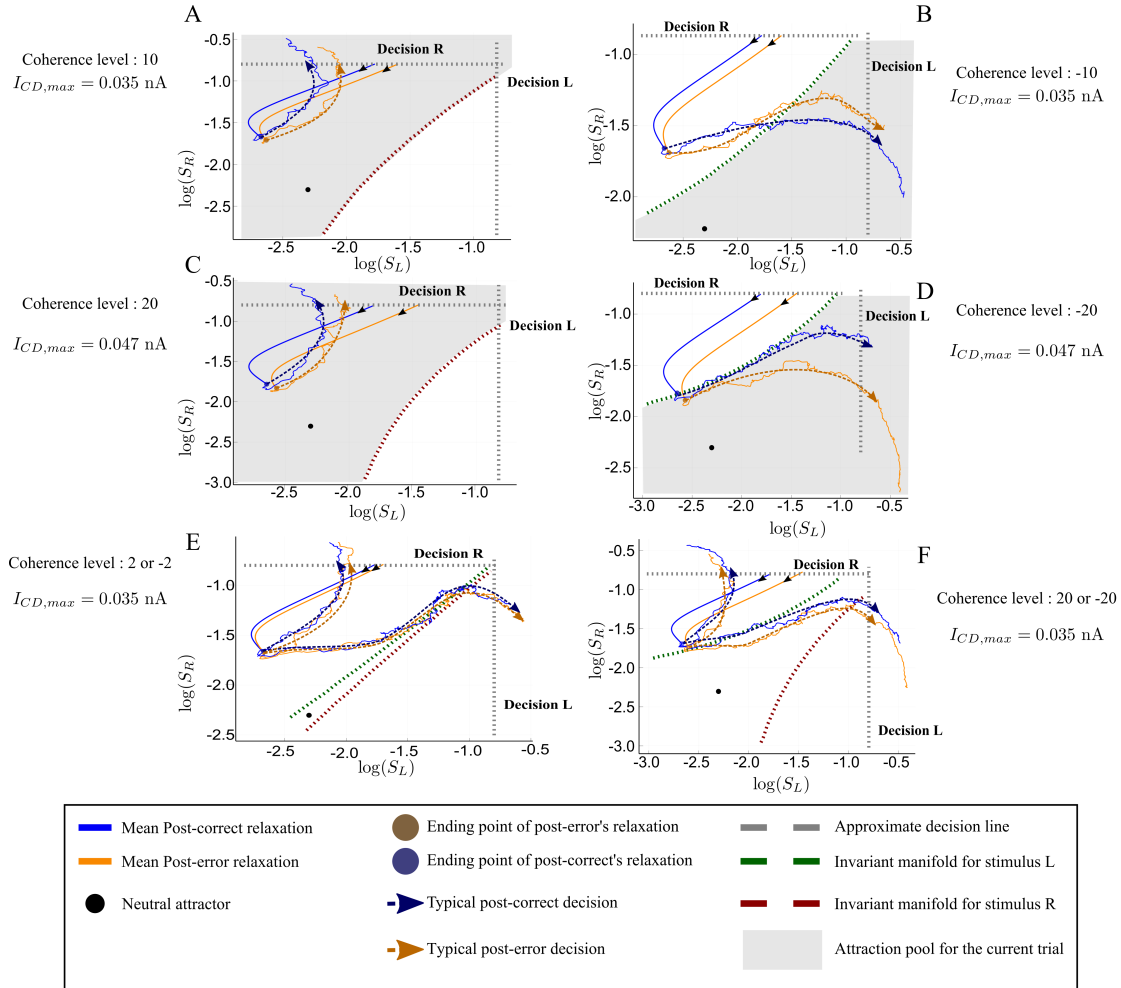 A
Coherence level : 10
I_{CD,max} = 0.035 nA
-0.5
-1.0
-1.5
-2.0
-2.5
log(S_R)
Decision R
Decision L
-2.5 -2.0 -1.5 -1.0
log(S_L)
B
Coherence level : -10
I_{CD,max} = 0.035 nA
-1.0
-1.5
-2.0
log(S_R)
Decision R
Decision L
-2.5 -2.0 -1.5 -1.0 -0.5
log(S_L)
C
Coherence level : 20
I_{CD,max} = 0.047 nA
-0.5
-1.0
-1.5
-2.0
-2.5
-3.0
log(S_R)
Decision R
Decision L
-2.5 -2.0 -1.5 -1.0
log(S_L)
D
Coherence level : -20
I_{CD,max} = 0.047 nA
-1.0
-1.5
-2.0
-2.5
log(S_R)
Decision R
Decision L
-3.0 -2.5 -2.0 -1.5 -1.0 -0.5
log(S_L)
E
Coherence level : 2 or -2
I_{CD,max} = 0.035 nA
-1.0
-1.5
-2.0
-2.5
log(S_R)
Decision R
Decision L
-2.5 -2.0 -1.5 -1.0 -0.5
log(S_L)
F
Coherence level : 20 or -20
I_{CD,max} = 0.035 nA
-0.5
-1.0
-1.5
-2.0
-2.5
-3.0
log(S_R)
Decision R
Decision L
-3.0 -2.5 -2.0 -1.5 -1.0 -0.5
log(S_L)
Mean Post-correct relaxation
Mean Post-error relaxation
Neutral attractor
Ending point of post-error's relaxation
Ending point of post-correct's relaxation
Typical post-correct decision
Typical post-error decision
Approximate decision line
Invariant manifold for stimulus L
Invariant manifold for stimulus R
Attraction pool for the current trial